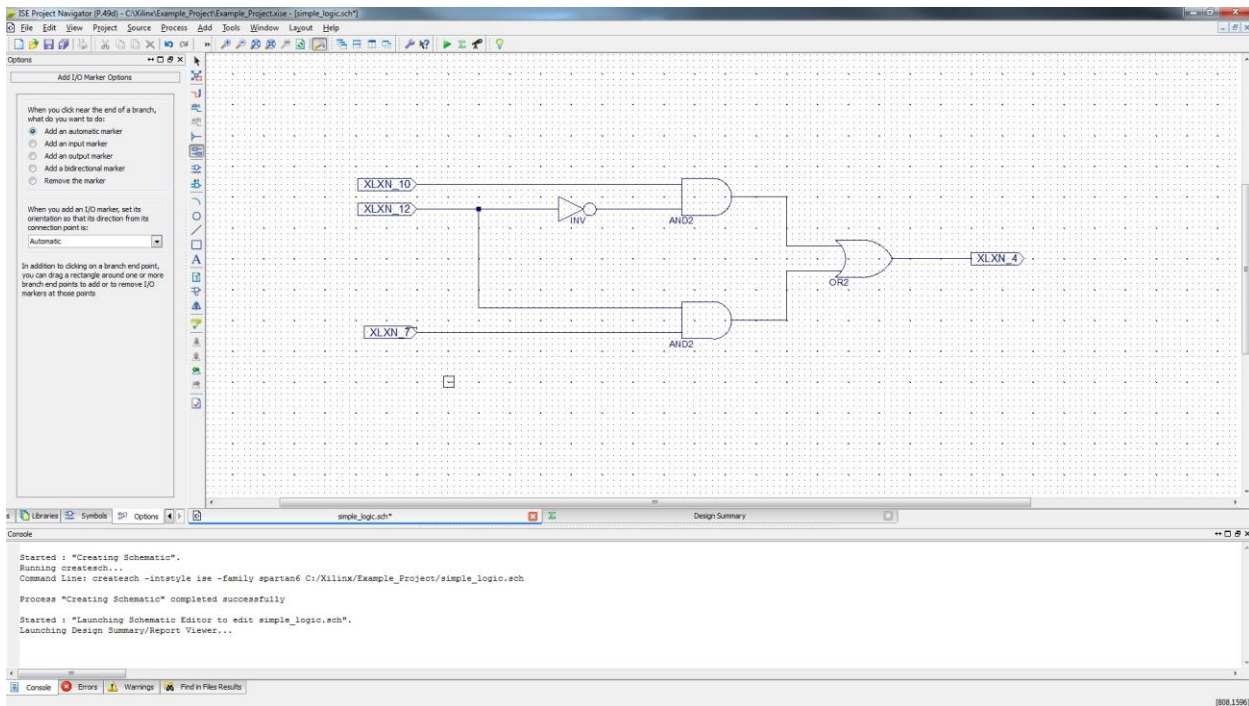 ISE Project Navigator (P.49d) - C:\Xilinx\Example_Project\Example_Project.xise - [simple_logic.sch*]
File Edit View Project Source Process Add Tools Window Layout Help
Options
Add I/O Marker Options
When you click near the end of a branch,
what do you want to do:
Add an automatic marker
Add an input marker
Add an output marker
Add a bidirectional marker
Remove the marker
When you add an I/O marker, set its
orientation so that its direction from its
connection point is:
Automatic
In addition to clicking on a branch end point,
you can drag a rectangle around one or more
branch end points to add or to remove I/O
markers at those points
XLXN_10
XLXN_12
INV
AND2
XLXN_4
OR2
XLXN_7
AND2
Libraries Symbols Options simple_logic.sch* Design Summary
Console
Started : "Creating Schematic".
Running createsch...
Command Line: createsch -intstyle ise -family spartan6 C:/Xilinx/Example_Project/simple_logic.sch
Process "Creating Schematic" completed successfully
Started : "Launching Schematic Editor to edit simple_logic.sch".
Launching Design Summary/Report Viewer...
Console Errors Warnings Find in Files Results
[808,1596]